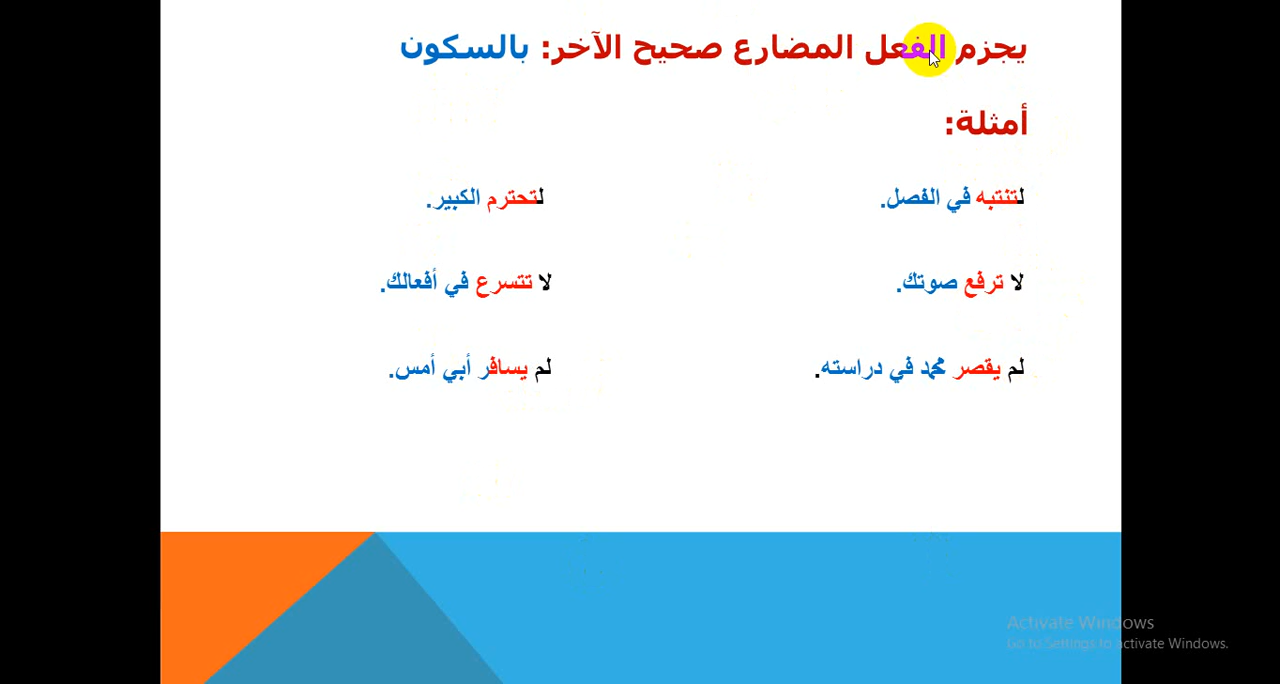 يجزم الفعل المضارع صحيح الآخر: بالسكون
أمثلة:
لتنتبه في الفصل.
لتحترم الكبير.
لا ترفع صوتك.
لا تتسرع في أفعالك.
لم يقصر محمد في دراسته.
لم يسافر أبي أمس.
Activate Windows
Go to Settings to activate Windows.